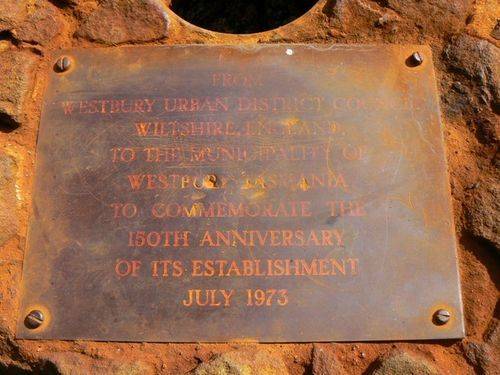 FROM
WESTBURY URBAN DISTRICT COUNCIL
WILTSHIRE, ENGLAND,
TO THE MUNICIPALITY OF
WESTBURY TASMANIA
TO COMMEMORATE THE
150TH ANNIVERSARY
OF ITS ESTABLISHMENT
JULY 1973